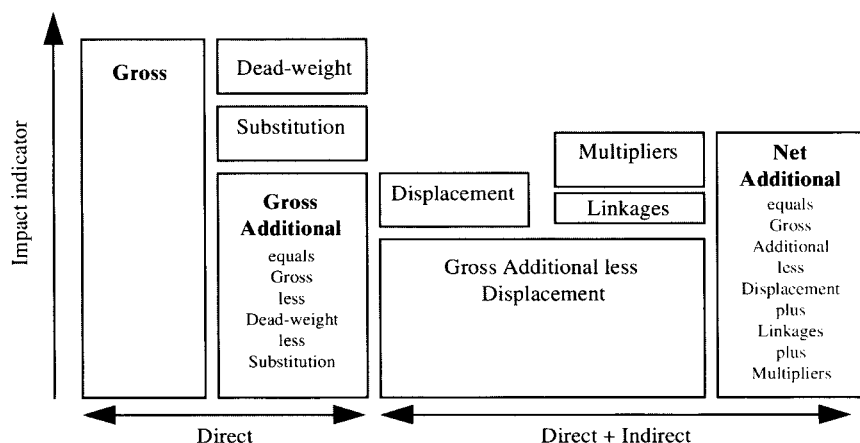 Impact indicator
Gross
Dead-weight
Substitution
Gross
Additional
equals
Gross
less
Dead-weight
less
Substitution
Displacement
Multipliers
Linkages
Gross Additional less
Displacement
Net
Additional
equals
Gross
Additional
less
Displacement
plus
Linkages
plus
Multipliers
Direct
Direct + Indirect